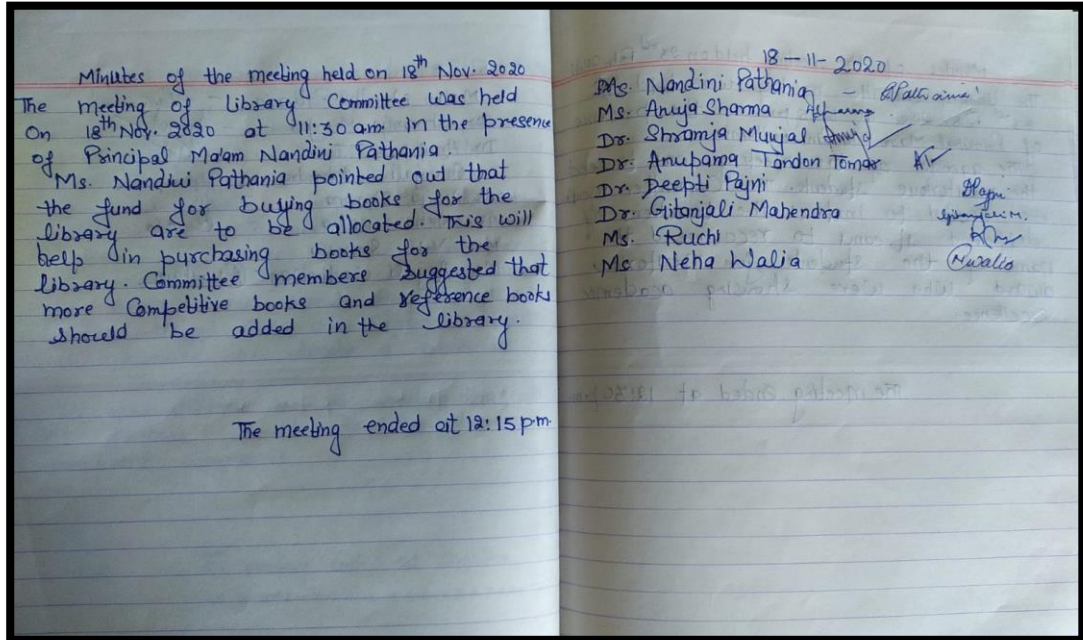 Minutes of the meeting held on 18th Nov. 2020
The meeting of Library Committee was held
On 18th Nov. 2020 at 11:30 am in the presence
of Principal Ma'am Nandini Pathania.
Ms. Nandini Pathania pointed out that
the fund for buying books for the
library are to be allocated. This will
help in purchasing books for the
library. Committee members suggested that
more Competitive books and reference books
should be added in the library.
The meeting ended at 12:15 pm.
18-11-2020
Ms. Nandini Pathania -
Ms. Anuja Sharma
Dr. Shramja Munjal
Dr. Anupama Tandon Tomar
Dr. Deepti Pajni
Dr. Gitanjali Mahendra Gitanjali M.
Ms. Ruchi
Ms. Neha Walia Nwalia